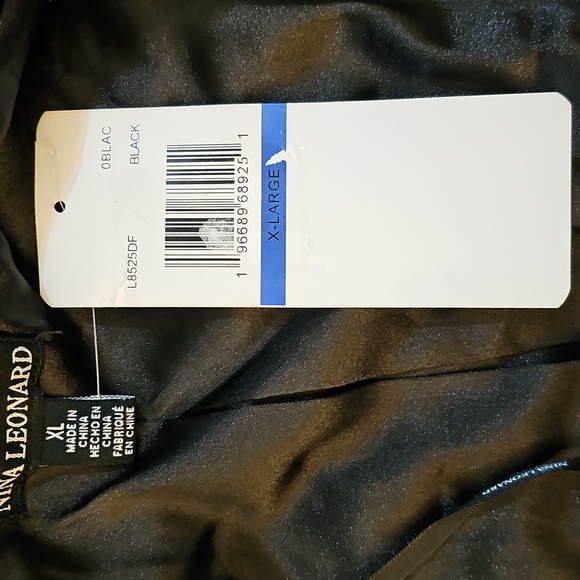 0BLAC
L8525DF BLACK
1 96689 68925 1
X-LARGE
NINA LEONARD
XL
MADE IN
CHINA
HECHO EN
CHINA
FABRIQUÉ
EN CHINE
NINA LEONARD